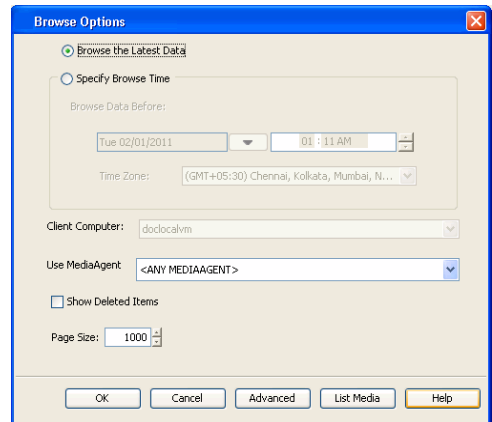 Browse Options
Browse the Latest Data
Specify Browse Time
Browse Data Before:
Tue 02/01/2011 01 : 11 AM
Time Zone: (GMT+05:30) Chennai, Kolkata, Mumbai, N...
Client Computer: doclocalvm
Use MediaAgent <ANY MEDIAAGENT>
Show Deleted Items
Page Size: 1000
OK Cancel Advanced List Media Help